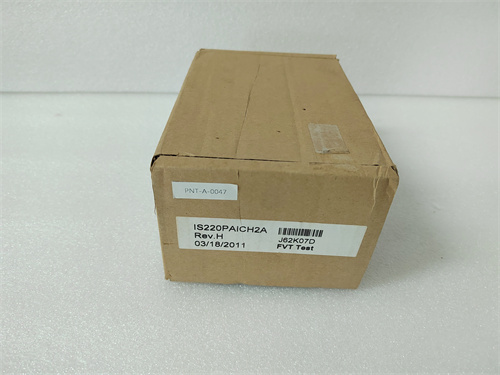 PNT-A-0047
IS220PAICH2A
Rev.H
03/18/2011
J62K07D
FVT Test